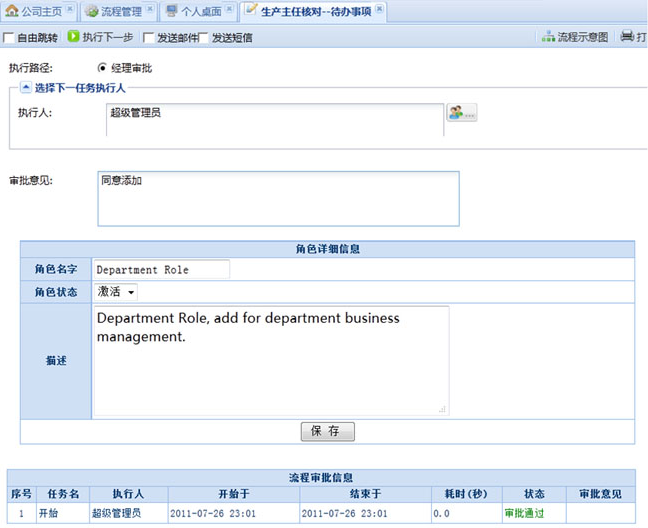 公司主页 流程管理 个人桌面 生产主任核对--待办事項
自由跳转 执行下一步 发送邮件 发送短信 流程示意图 打
执行路径: 经理审批
选择下一任务执行人
执行人: 超级管理员
审批意见: 同意添加
角色详细信息
角色名字 Department Role
角色状态 激活
描述 Department Role, add for department business
management.
保 存
流程审批信息
序号 任务名 执行人 开始于 结束于 耗时(秒) 状态 审批意见
1 开始 超级管理员 2011-07-26 23:01 2011-07-26 23:01 0.0 审批通过